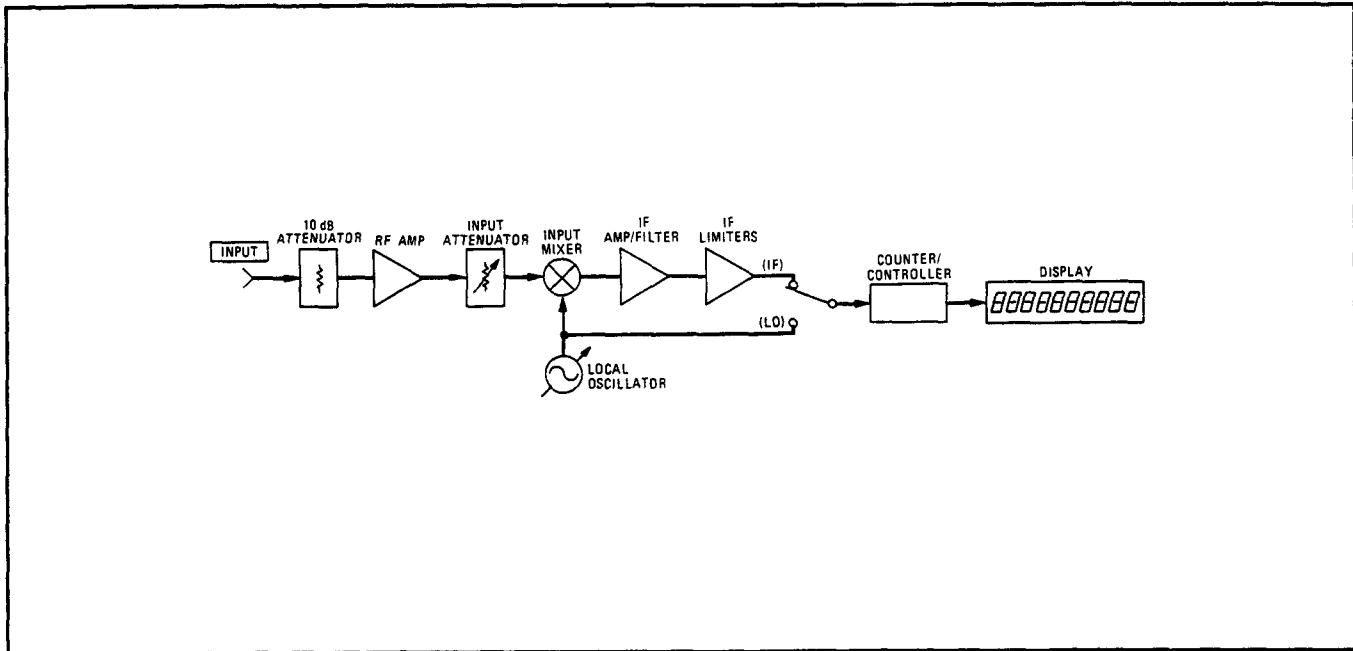 INPUT
10 dB
ATTENUATOR
RF AMP
INPUT
ATTENUATOR
INPUT
MIXER
IF
AMP/FILTER
IF
LIMITERS
(IF)
(LO)
LOCAL
OSCILLATOR
COUNTER/
CONTROLLER
DISPLAY
8888888888